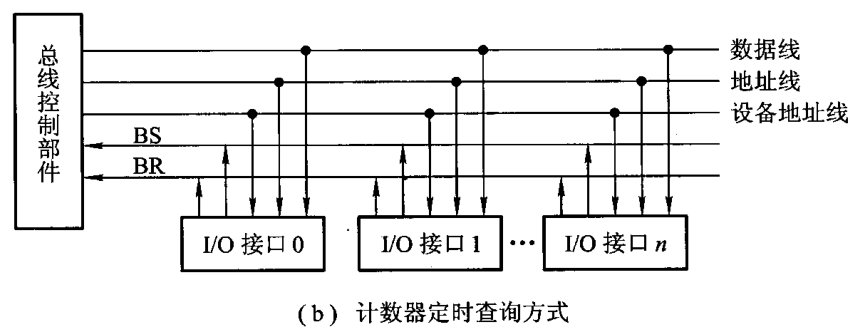 总线控制部件
数据线
地址线
设备地址线
BS
BR
I/O 接口 0
I/O 接口 1
…
I/O 接口 n
(b) 计数器定时查询方式